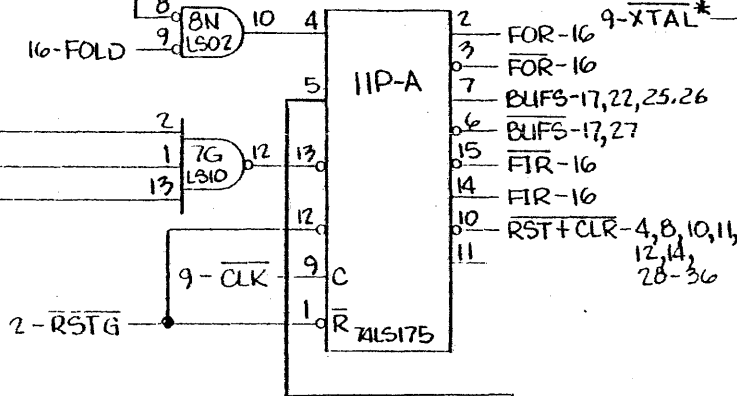 8
8N
LS02
10
4
9
16-FOLD
2
FOR-16
9-XTAL*
3
FOR-16
5
11P-A
7
BUFS-17,22,25.26
6
BUFS-17,27
2
1
13
7G
LS10
12
13
15
FIR-16
14
FIR-16
12
10
RST+CLR-4,8,10,11,
12,14,
28-36
11
9-CLK
9
C
2-RSTG
1
R
74LS175